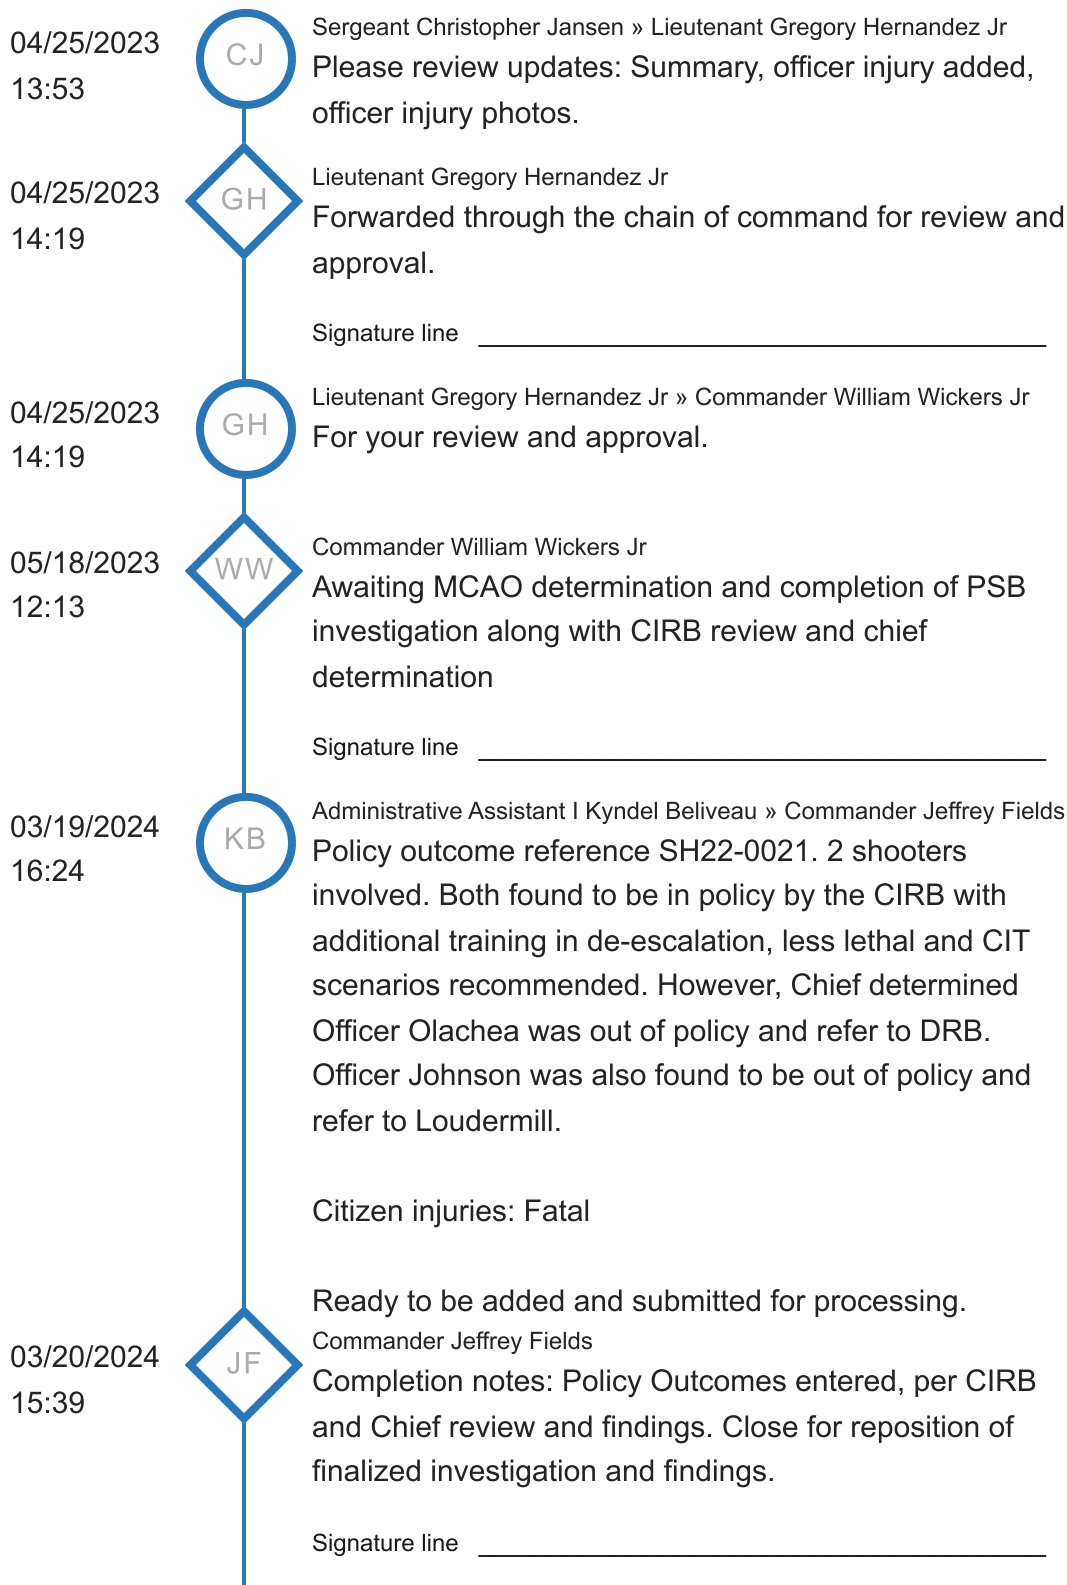 04/25/2023
13:53
CJ
Sergeant Christopher Jansen » Lieutenant Gregory Hernandez Jr
Please review updates: Summary, officer injury added,
officer injury photos.
04/25/2023
14:19
GH
Lieutenant Gregory Hernandez Jr
Forwarded through the chain of command for review and
approval.
Signature line
04/25/2023
14:19
GH
Lieutenant Gregory Hernandez Jr » Commander William Wickers Jr
For your review and approval.
05/18/2023
12:13
WW
Commander William Wickers Jr
Awaiting MCAO determination and completion of PSB
investigation along with CIRB review and chief
determination
Signature line
03/19/2024
16:24
KB
Administrative Assistant I Kyndel Beliveau » Commander Jeffrey Fields
Policy outcome reference SH22-0021. 2 shooters
involved. Both found to be in policy by the CIRB with
additional training in de-escalation, less lethal and CIT
scenarios recommended. However, Chief determined
Officer Olachea was out of policy and refer to DRB.
Officer Johnson was also found to be out of policy and
refer to Loudermill.
Citizen injuries: Fatal
Ready to be added and submitted for processing.
03/20/2024
15:39
JF
Commander Jeffrey Fields
Completion notes: Policy Outcomes entered, per CIRB
and Chief review and findings. Close for reposition of
finalized investigation and findings.
Signature line